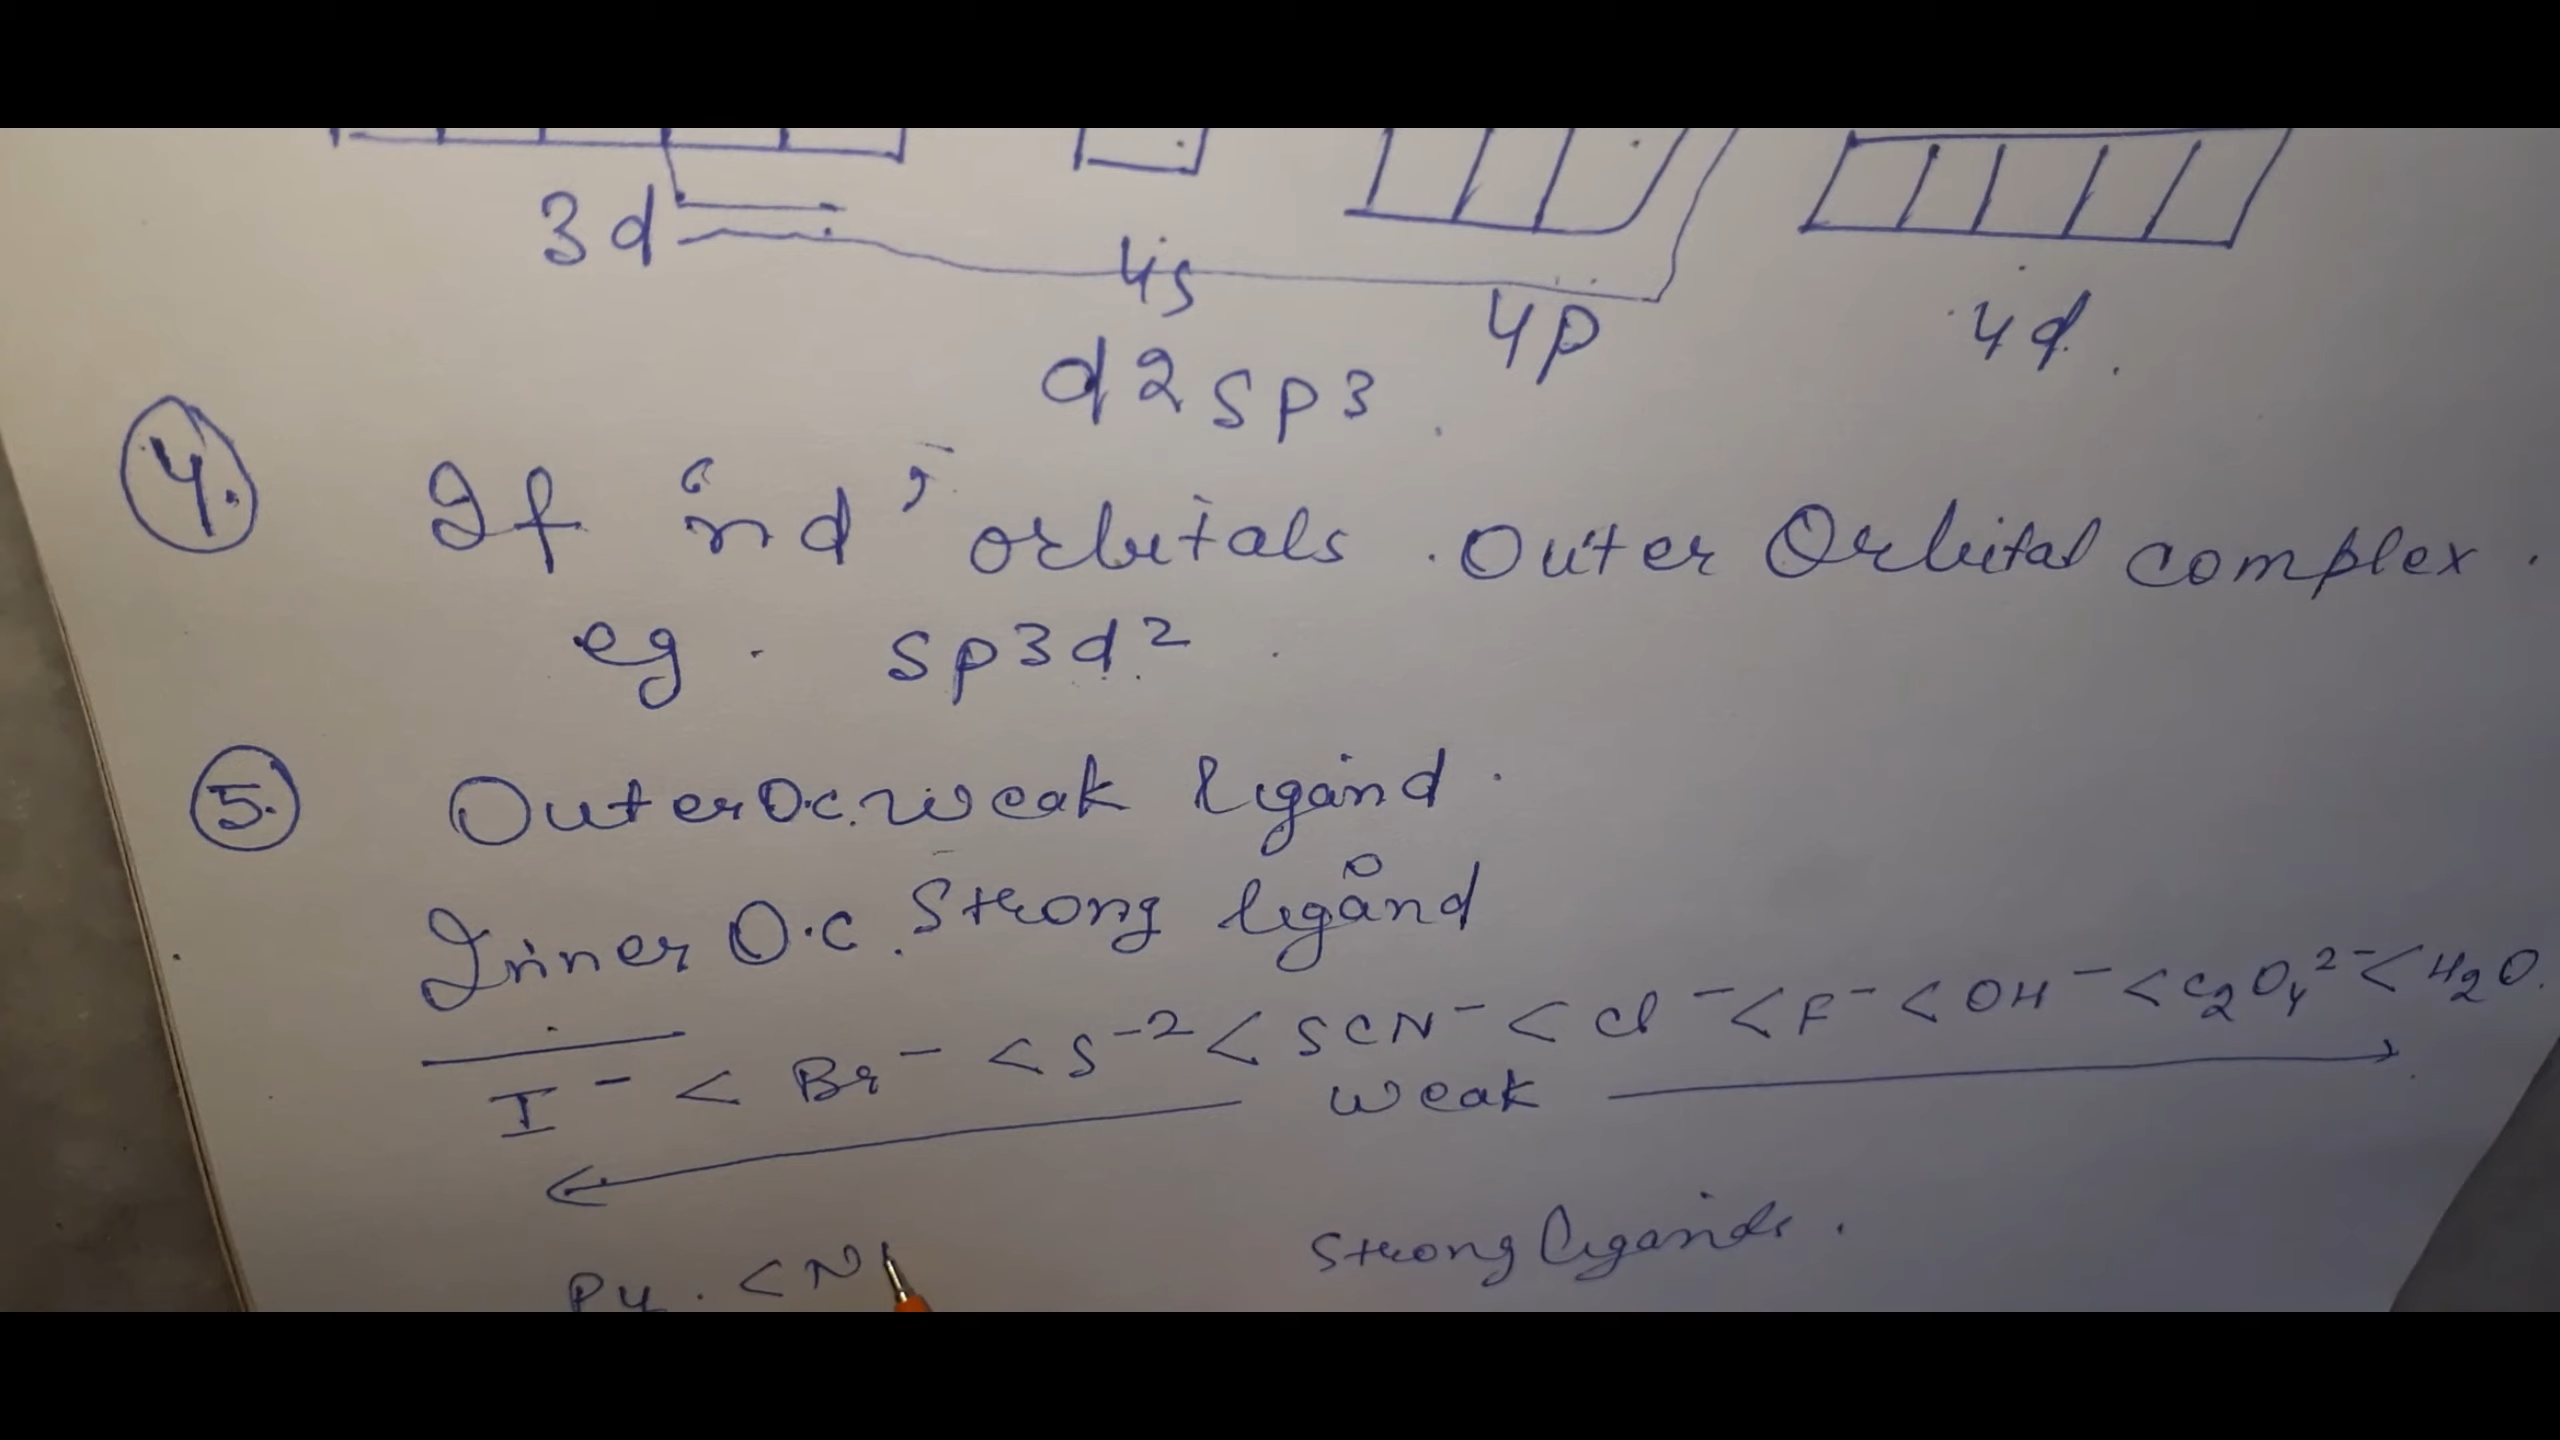 3d 4s 4p 4d.
d2sp3.
4. If 'nd' orbitals. Outer Orbital complex.
eg. sp3d2.
5. Outer O.c. weak ligand.
Inner O.c. Strong ligand
I⁻ < Br⁻ < S⁻² < SCN⁻ < Cl⁻ < F⁻ < OH⁻ < C₂O₄²⁻ < H₂O.
weak
Strong ligands.
Py. < N